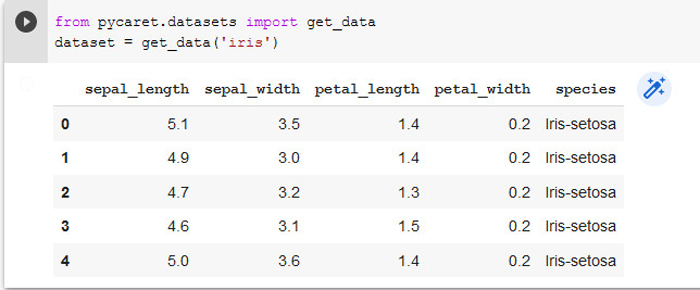 from pycaret.datasets import get_data
dataset = get_data('iris')
sepal_length sepal_width petal_length petal_width species
0 5.1 3.5 1.4 0.2 Iris-setosa
1 4.9 3.0 1.4 0.2 Iris-setosa
2 4.7 3.2 1.3 0.2 Iris-setosa
3 4.6 3.1 1.5 0.2 Iris-setosa
4 5.0 3.6 1.4 0.2 Iris-setosa